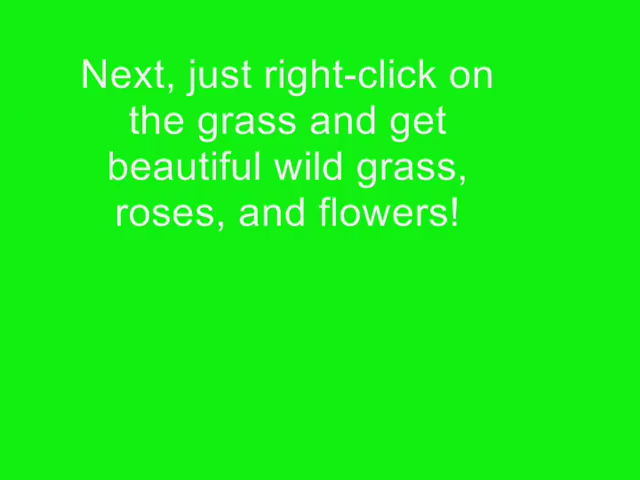 Next, just right-click on
the grass and get
beautiful wild grass,
roses, and flowers!